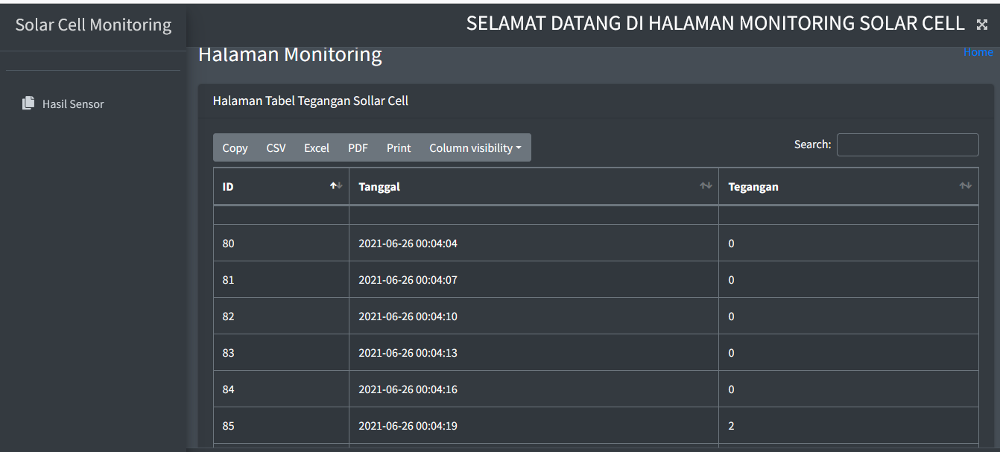 Solar Cell Monitoring
SELAMAT DATANG DI HALAMAN MONITORING SOLAR CELL
Halaman Monitoring
Home
Hasil Sensor
Halaman Tabel Tegangan Sollar Cell
Copy CSV Excel PDF Print Column visibility
Search:
ID Tanggal Tegangan
80 2021-06-26 00:04:04 0
81 2021-06-26 00:04:07 0
82 2021-06-26 00:04:10 0
83 2021-06-26 00:04:13 0
84 2021-06-26 00:04:16 0
85 2021-06-26 00:04:19 2